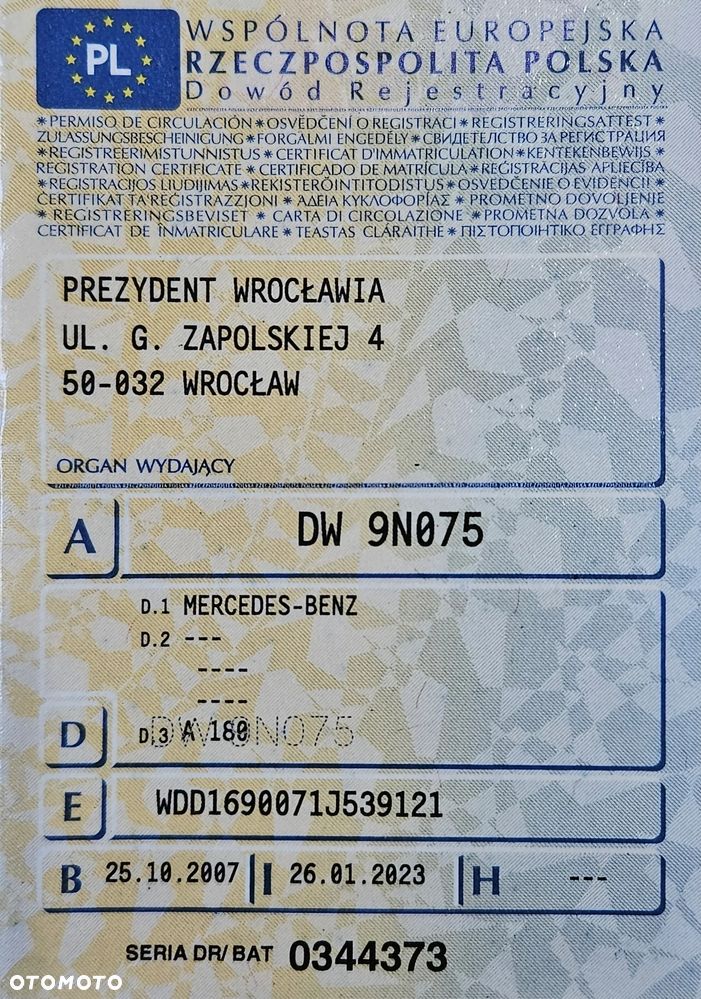 PL
WSPÓLNOTA EUROPEJSKA
RZECZPOSPOLITA POLSKA
Dowód Rejestracyjny
* PERMISO DE CIRCULACIÓN * OSVĚDČENÍ O REGISTRACI * REGISTRERINGSATTEST *
ZULASSUNGSBESCHEINIGUNG * FORGALMI ENGEDÉLY * СВИДЕТЕЛСТВО ЗА РЕГИСТРАЦИЯ
* REGISTREERIMISTUNNISTUS * CERTIFICAT D'IMMATRICULATION * KENTEKENBEWIJS *
REGISTRATION CERTIFICATE * CERTIFICADO DE MATRÍCULA * REĢISTRĀCIJAS APLIECĪBA
* REGISTRACIJOS LIUDIJIMAS * REKISTERÖINTITODISTUS * OSVEDČENIE O EVIDENCII *
ĊERTIFIKAT TA' REĠISTRAZZJONI * ΆΔΕΙΑ ΚΥΚΛΟΦΟΡΊΑΣ * PROMETNO DOVOLJENJE
* REGISTRERINGSBEVISET * CARTA DI CIRCOLAZIONE * PROMETNA DOZVOLA *
CERTIFICAT DE ÎNMATRICULARE * TEASTAS CLÁRAITHE * ΠΙΣΤΟΠΟΙΗΤΙΚΟ ΕΓΓΡΑΦΗΣ
PREZYDENT WROCŁAWIA
UL. G. ZAPOLSKIEJ 4
50-032 WROCŁAW
ORGAN WYDAJĄCY
A DW 9N075
D.1 MERCEDES-BENZ
D.2 ---
----
----
D D.3 A 180
DW 9N075
E WDD1690071J539121
B 25.10.2007 I 26.01.2023 H ---
SERIA DR/BAT 0344373
OTOMOTO